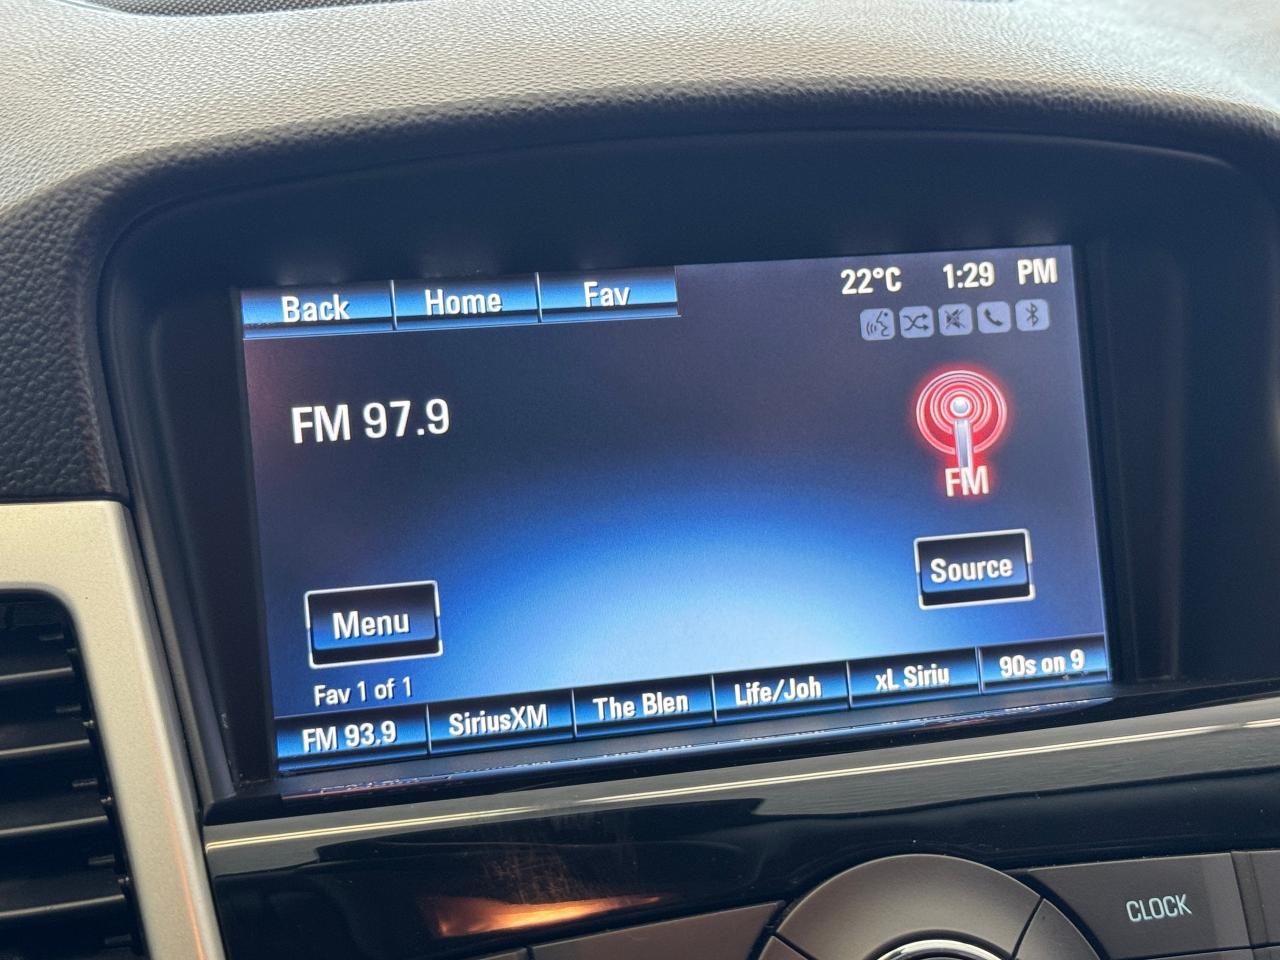 Back Home Fav
22°C 1:29 PM
FM 97.9
FM
Source
Menu
Fav 1 of 1
FM 93.9 SiriusXM The Blen Life/Joh xL Siriu 90s on 9
CLOCK